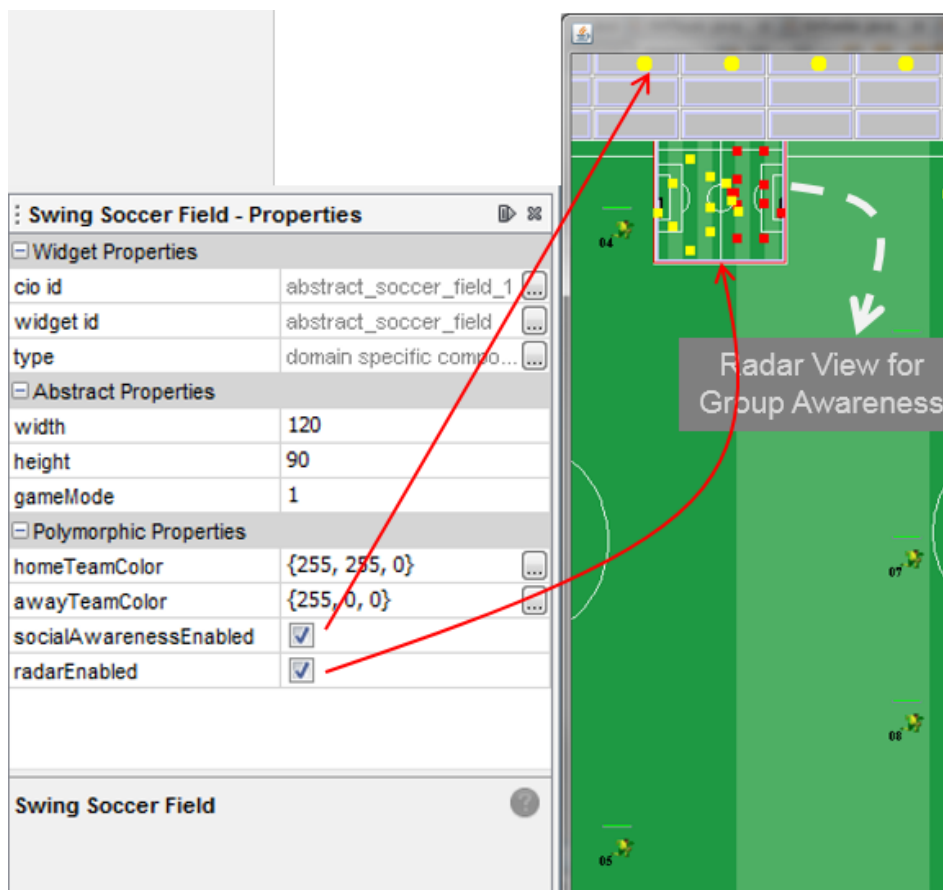 Swing Soccer Field - Properties
Widget Properties
cio id abstract_soccer_field_1 ...
widget id abstract_soccer_field ...
type domain specific compo... ...
Abstract Properties
width 120
height 90
gameMode 1
Polymorphic Properties
homeTeamColor {255, 255, 0} ...
awayTeamColor {255, 0, 0} ...
socialAwarenessEnabled
radarEnabled
Swing Soccer Field
?
04
Radar View for
Group Awareness
07
08
05